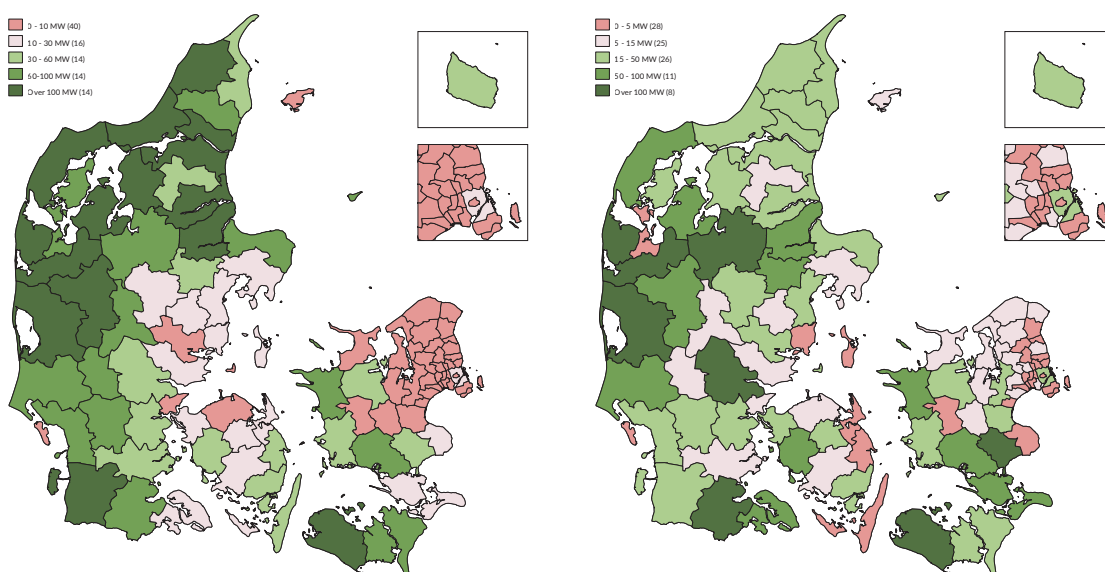 0 - 10 MW (40)
10 - 30 MW (16)
30 - 60 MW (14)
60-100 MW (14)
Over 100 MW (14)
0 - 5 MW (28)
5 - 15 MW (25)
15 - 50 MW (26)
50 - 100 MW (11)
Over 100 MW (8)